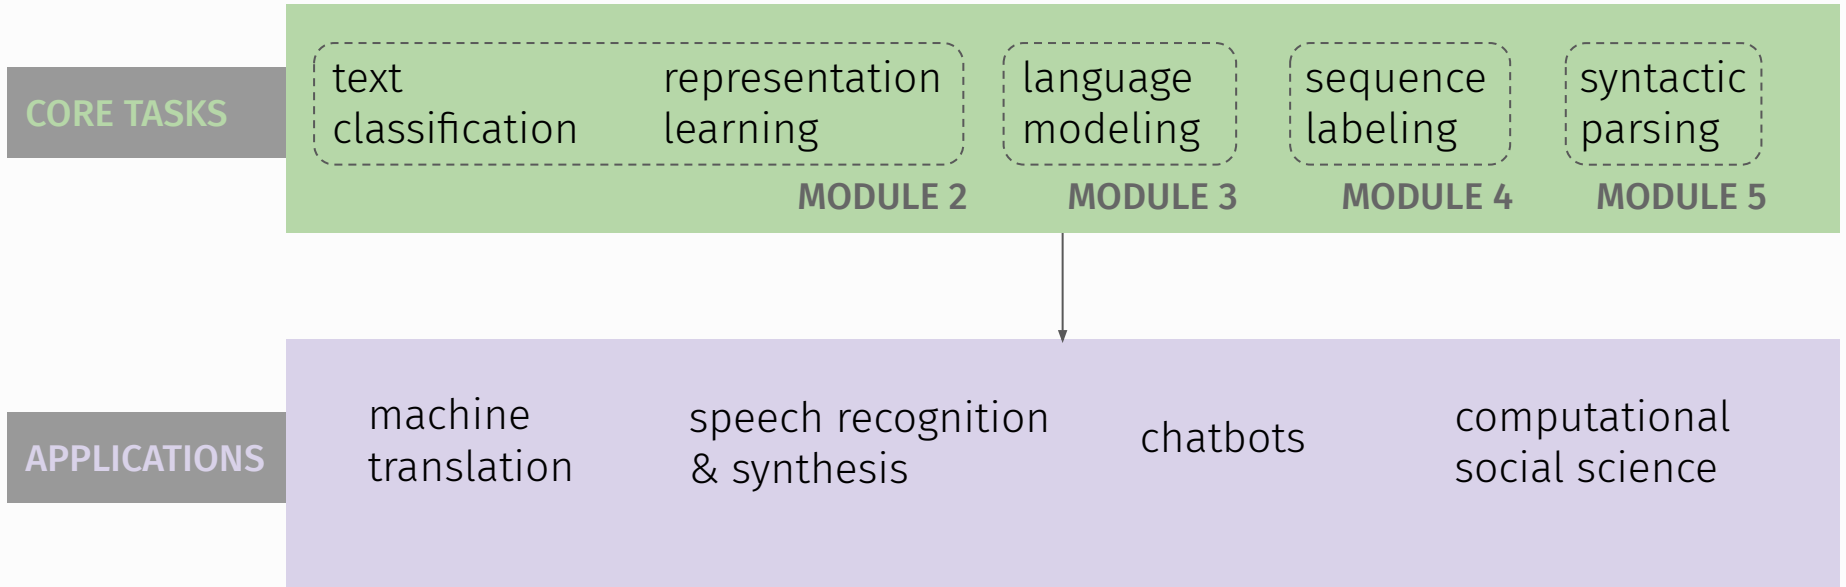 CORE TASKS
text
classification
representation
learning
language
modeling
sequence
labeling
syntactic
parsing
MODULE 2
MODULE 3
MODULE 4
MODULE 5
APPLICATIONS
machine
translation
speech recognition
& synthesis
chatbots
computational
social science